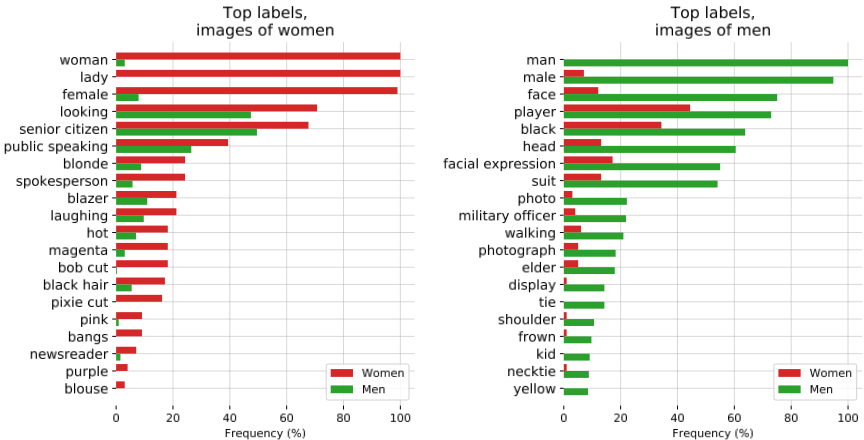 Top labels,
images of women
woman
lady
female
looking
senior citizen
public speaking
blonde
spokesperson
blazer
laughing
hot
magenta
bob cut
black hair
pixie cut
pink
bangs
newsreader
purple
blouse
Women
Men
0 20 40 60 80 100
Frequency (%)
Top labels,
images of men
man
male
face
player
black
head
facial expression
suit
photo
military officer
walking
photograph
elder
display
tie
shoulder
frown
kid
necktie
yellow
Women
Men
0 20 40 60 80 100
Frequency (%)